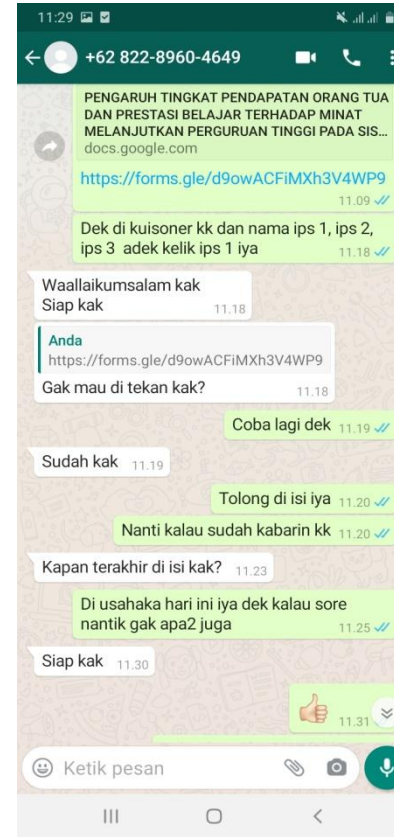 11:29
+62 822-8960-4649
PENGARUH TINGKAT PENDAPATAN ORANG TUA
DAN PRESTASI BELAJAR TERHADAP MINAT
MELANJUTKAN PERGURUAN TINGGI PADA SIS...
docs.google.com
https://forms.gle/d9owACFiMXh3V4WP9
11.09
Dek di kuisoner kk dan nama ips 1, ips 2,
ips 3 adek kelik ips 1 iya
11.18
Waallaikumsalam kak
Siap kak
11.18
Anda
https://forms.gle/d9owACFiMXh3V4WP9
Gak mau di tekan kak?
11.18
Coba lagi dek 11.19
Sudah kak 11.19
Tolong di isi iya 11.20
Nanti kalau sudah kabarin kk 11.20
Kapan terakhir di isi kak? 11.23
Di usahaka hari ini iya dek kalau sore
nantik gak apa2 juga
11.25
Siap kak 11.30
11.31
Ketik pesan